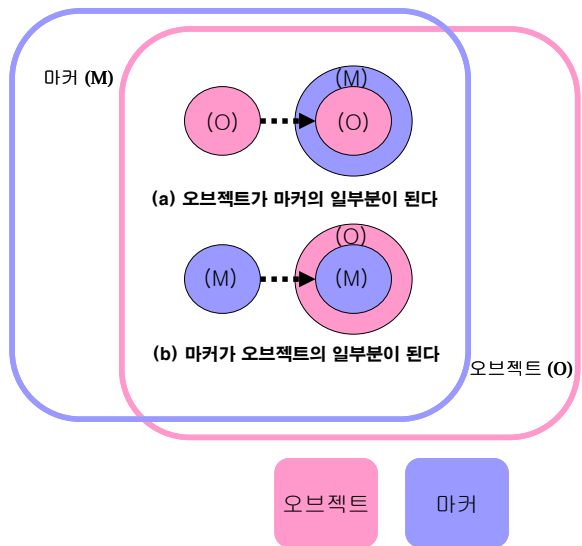 마커 (M)
(M)
(O)
(O)
(a) 오브젝트가 마커의 일부분이 된다
(O)
(M)
(M)
(b) 마커가 오브젝트의 일부분이 된다
오브젝트 (O)
오브젝트
마커